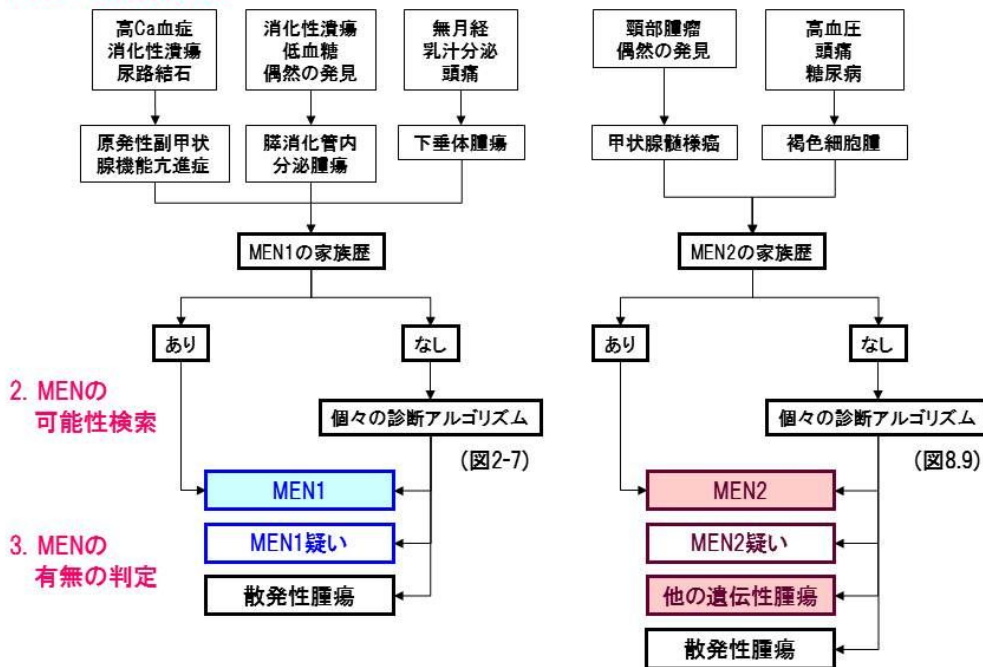 高Ca血症
消化性潰瘍
尿路結石
消化性潰瘍
低血糖
偶然の発見
無月経
乳汁分泌
頭痛
頸部腫瘤
偶然の発見
高血圧
頭痛
糖尿病
原発性副甲状
腺機能亢進症
膵消化管内
分泌腫瘍
下垂体腫瘍
甲状腺髄様癌
褐色細胞腫
MEN1の家族歴
MEN2の家族歴
あり
なし
あり
なし
2. MENの
可能性検索
個々の診断アルゴリズム
(図2-7)
個々の診断アルゴリズム
(図8.9)
3. MENの
有無の判定
MEN1
MEN1疑い
散発性腫瘍
MEN2
MEN2疑い
他の遺伝性腫瘍
散発性腫瘍